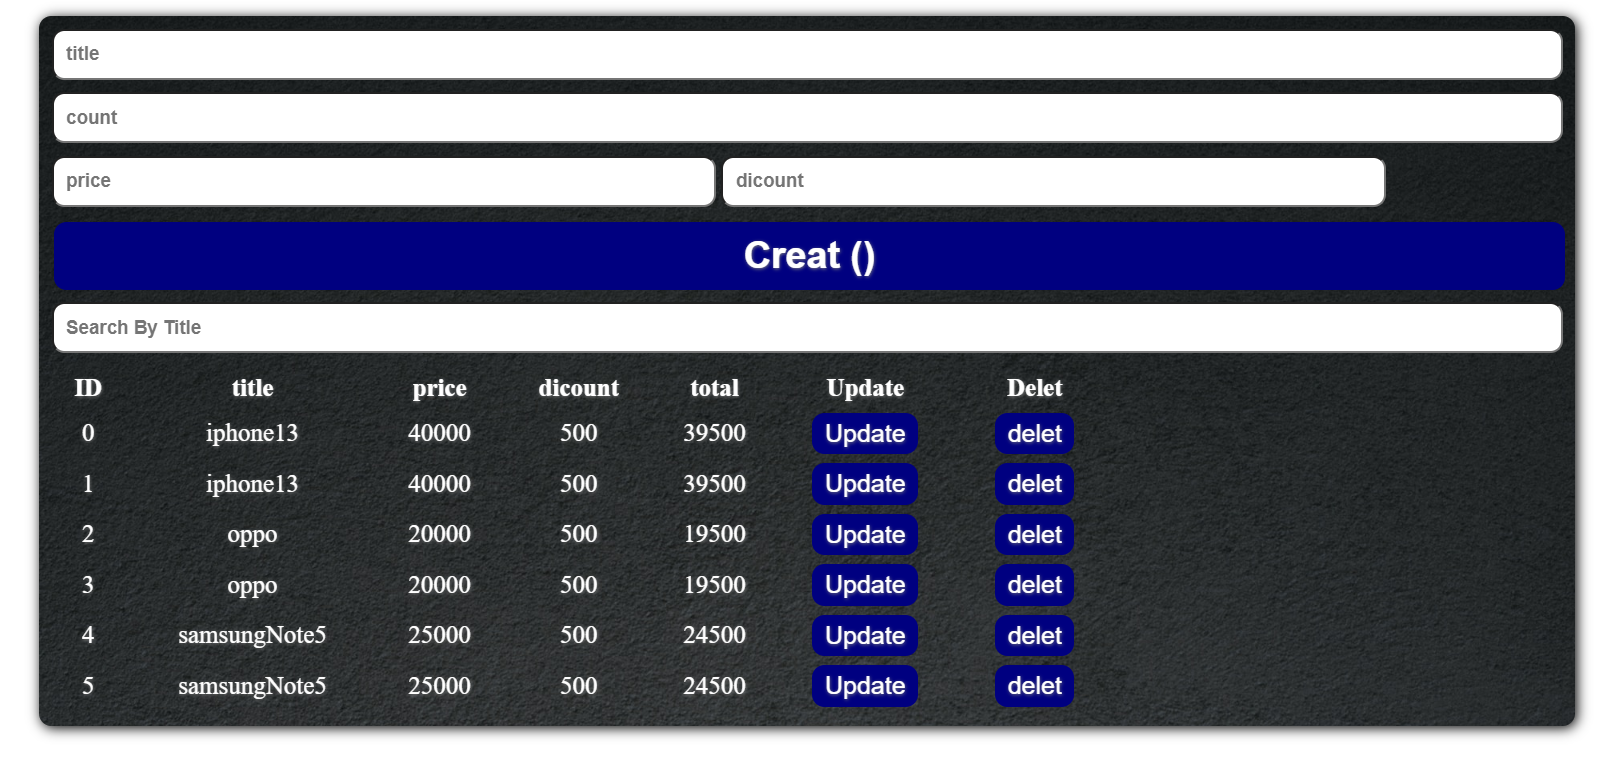 title
count
price dicount
Creat ()
Search By Title
ID title price dicount total Update Delet
0 iphone13 40000 500 39500 Update delet
1 iphone13 40000 500 39500 Update delet
2 oppo 20000 500 19500 Update delet
3 oppo 20000 500 19500 Update delet
4 samsungNote5 25000 500 24500 Update delet
5 samsungNote5 25000 500 24500 Update delet